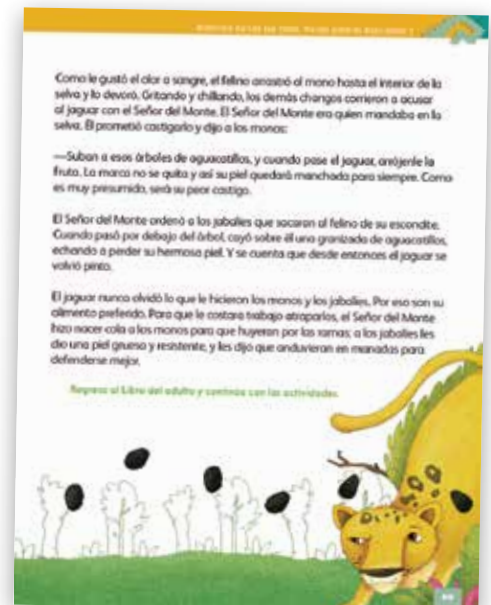 Como le gustó el olor a sangre, el felino arrastró al mono hasta el interior de la
selva y lo devoró. Gritando y chillando, los demás changos corrieron a acusar
al jaguar con el Señor del Monte. El Señor del Monte era quien mandaba en la
selva. Él prometió castigarlo y dijo a los monos:
—Suban a esos árboles de aguacatillos, y cuando pase el jaguar, arrójenle la
fruta. La marca no se quita y así su piel quedará manchada para siempre. Como
es muy presumido, será su peor castigo.
El Señor del Monte ordenó a los jabalíes que sacaran al felino de su escondite.
Cuando pasó por debajo del árbol, cayó sobre él una granizada de aguacatillos,
echando a perder su hermosa piel. Y se cuenta que desde entonces el jaguar se
volvió pinto.
El jaguar nunca olvidó lo que le hicieron los monos y los jabalíes. Por eso son su
alimento preferido. Para que le costara trabajo atraparlos, el Señor del Monte
hizo nacer cola a los monos para que huyeran por las ramas; a los jabalíes les
dio una piel gruesa y resistente, y les dijo que anduvieran en manadas para
defenderse mejor.
Regrese al Libro del adulto y continúe con las actividades.